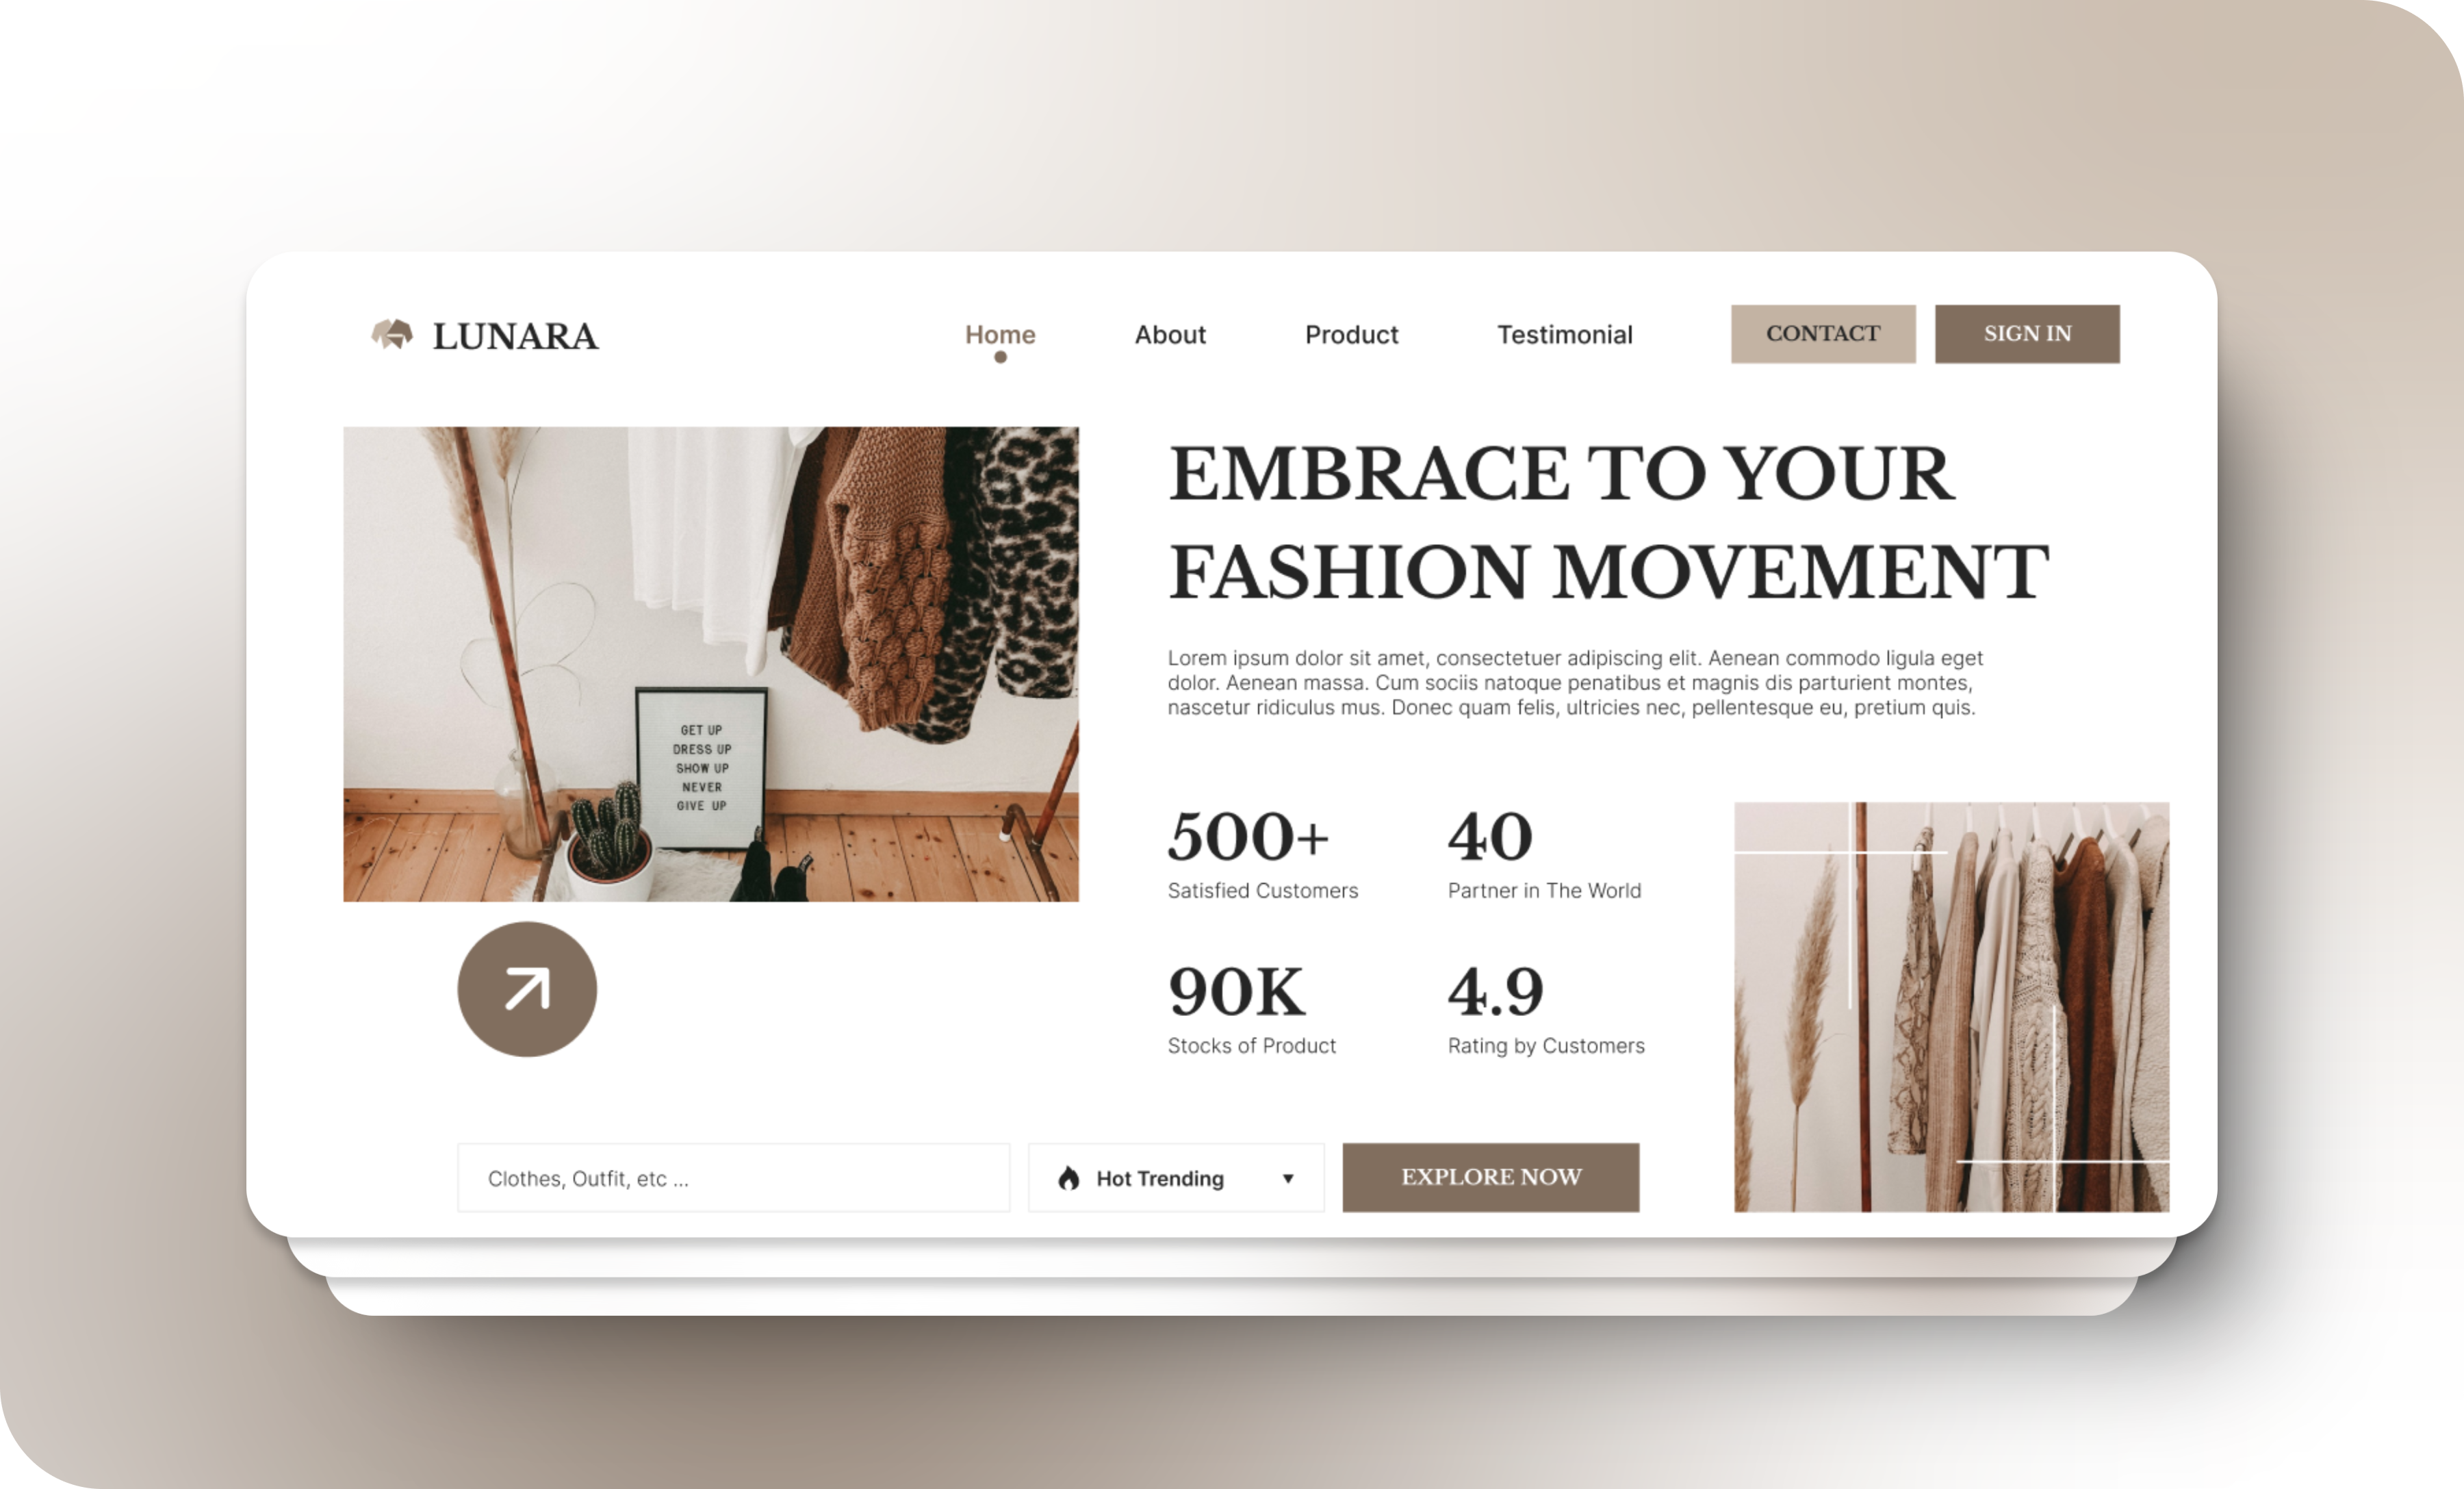 LUNARA
Home
About
Product
Testimonial
CONTACT
SIGN IN
EMBRACE TO YOUR
FASHION MOVEMENT
Lorem ipsum dolor sit amet, consectetuer adipiscing elit. Aenean commodo ligula eget
dolor. Aenean massa. Cum sociis natoque penatibus et magnis dis parturient montes,
nascetur ridiculus mus. Donec quam felis, ultricies nec, pellentesque eu, pretium quis.
GET UP
DRESS UP
SHOW UP
NEVER
GIVE UP
500+
Satisfied Customers
40
Partner in The World
90K
Stocks of Product
4.9
Rating by Customers
Clothes, Outfit, etc ...
Hot Trending
EXPLORE NOW